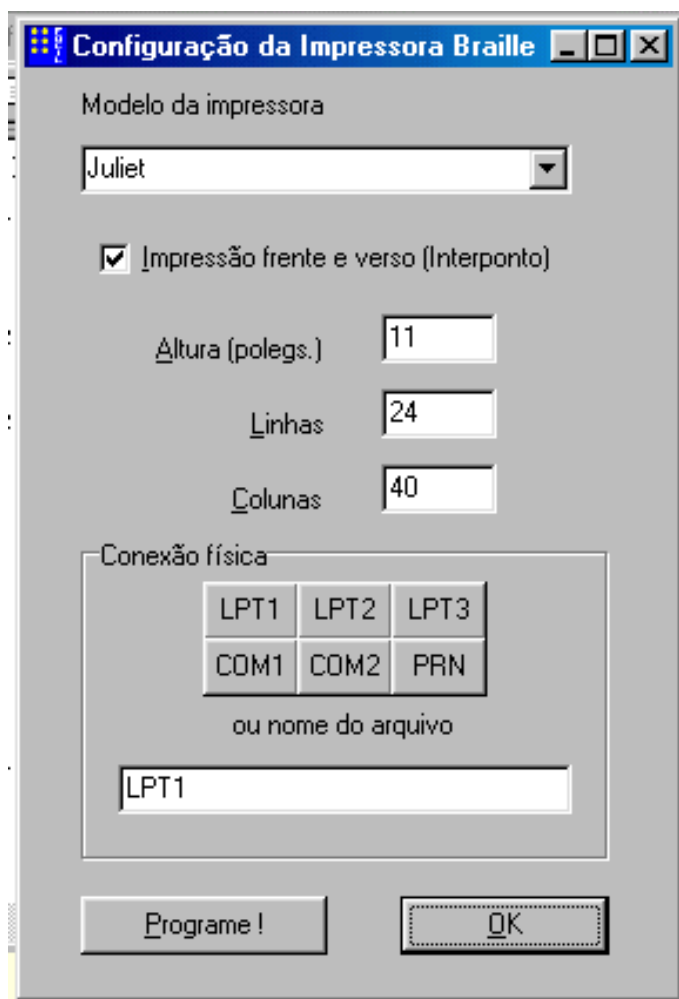 Configuração da Impressora Braille
Modelo da impressora
Juliet
Impressão frente e verso (Interponto)
Altura (polegs.) 11
Linhas 24
Colunas 40
Conexão física
LPT1 LPT2 LPT3
COM1 COM2 PRN
ou nome do arquivo
LPT1
Programe ! OK